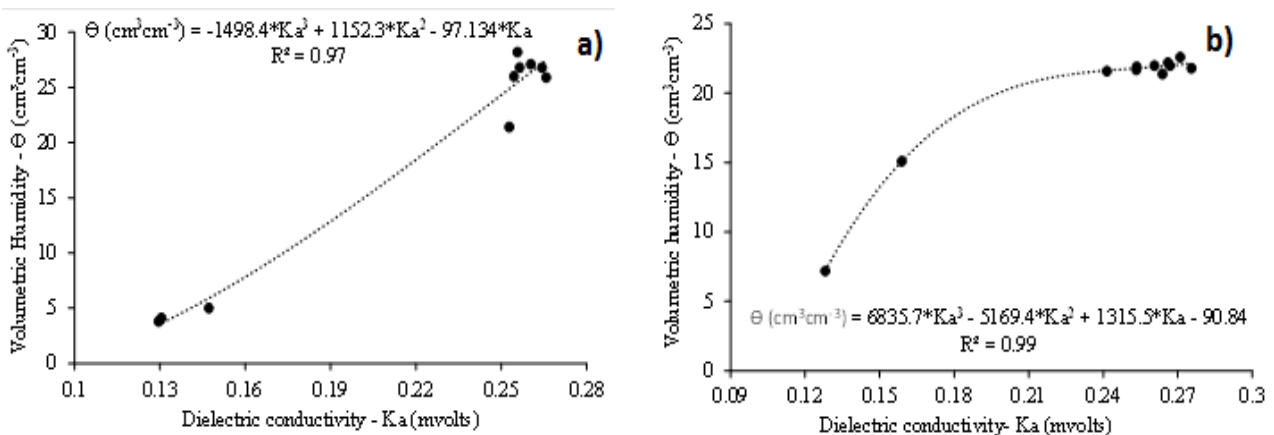 Θ (cm³cm⁻³) = -1498.4*Ka³ + 1152.3*Ka² - 97.134*Ka
R² = 0.97
a)
Volumetric Humidity - Θ (cm³cm⁻³)
30
25
20
15
10
5
0
0.1 0.13 0.16 0.19 0.22 0.25 0.28
Dielectric conductivity - Ka (mvolts)
b)
Volumetric humidity - Θ (cm³cm⁻³)
25
20
15
10
5
0
Θ (cm³cm⁻³) = 6835.7*Ka³ - 5169.4*Ka² + 1315.5*Ka - 90.84
R² = 0.99
0.09 0.12 0.15 0.18 0.21 0.24 0.27 0.3
Dielectric conductivity- Ka (mvolts)